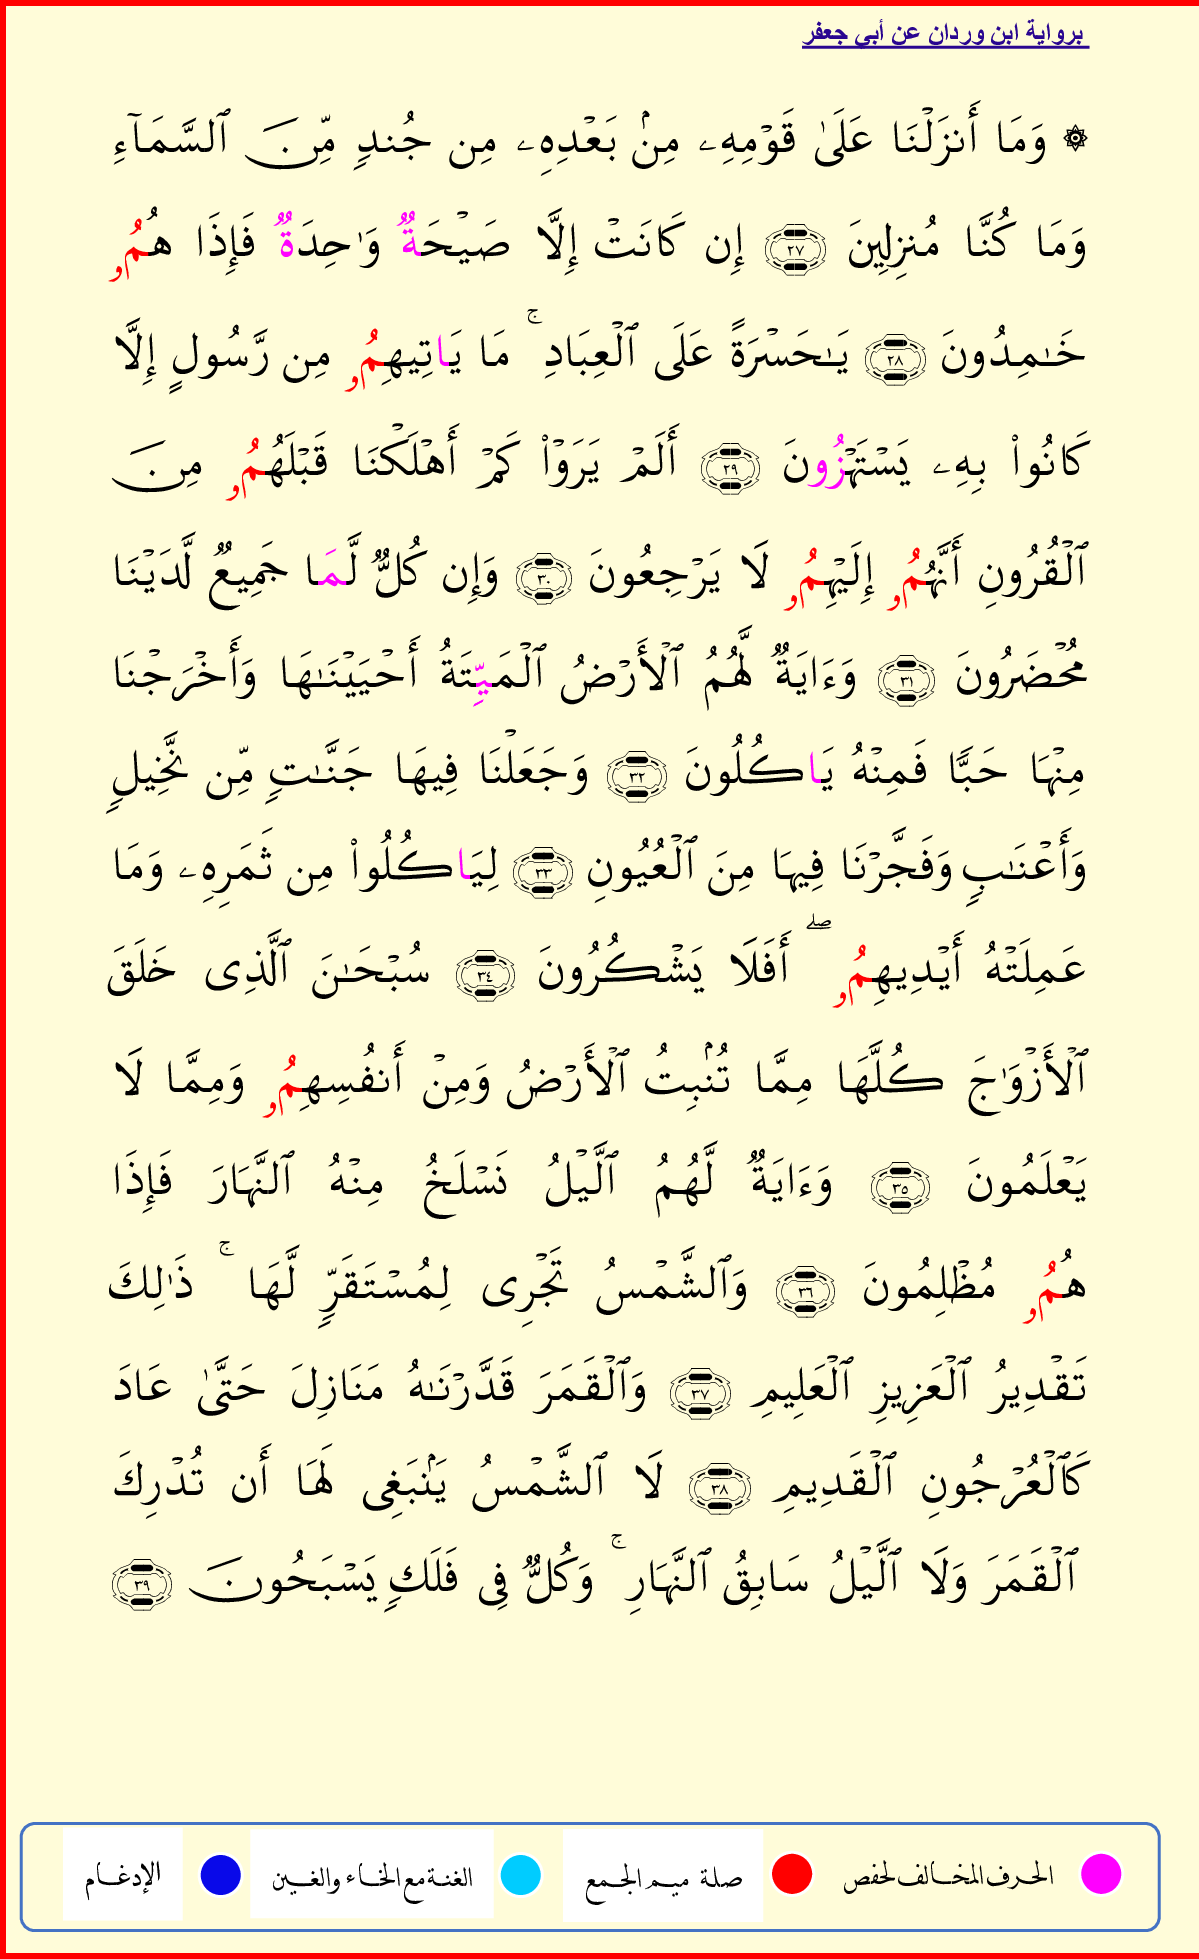 برواية ابن وردان عن أبي جعفر
۞ وَمَا أَنزَلْنَا عَلَىٰ قَوْمِهِۦ مِنۢ بَعْدِهِۦ مِن جُندٍ مِّنَ ٱلسَّمَآءِ
وَمَا كُنَّا مُنزِلِينَ ٢٧ إِن كَانَتْ إِلَّا صَيْحَةٌ وَٰحِدَةٌ فَإِذَا هُمُۥ
خَـٰمِدُونَ ٢٨ يَـٰحَسْرَةً عَلَى ٱلْعِبَادِ ۚ مَا يَاتِيهِمُۥ مِن رَّسُولٍ إِلَّا
كَانُوا۟ بِهِۦ يَسْتَهْزُونَ ٢٩ أَلَمْ يَرَوْا۟ كَمْ أَهْلَكْنَا قَبْلَهُمُۥ مِنَ
ٱلْقُرُونِ أَنَّهُمُۥ إِلَيْهِمُۥ لَا يَرْجِعُونَ ٣٠ وَإِن كُلٌّ لَّمَا جَمِيعٌ لَّدَيْنَا
مُحْضَرُونَ ٣١ وَءَايَةٌ لَّهُمُ ٱلْأَرْضُ ٱلْمَيِّتَةُ أَحْيَيْنَـٰهَا وَأَخْرَجْنَا
مِنْهَا حَبًّا فَمِنْهُ يَاكُلُونَ ٣٢ وَجَعَلْنَا فِيهَا جَنَّـٰتٍ مِّن نَّخِيلٍ
وَأَعْنَـٰبٍ وَفَجَّرْنَا فِيهَا مِنَ ٱلْعُيُونِ ٣٣ لِيَاكُلُوا۟ مِن ثَمَرِهِۦ وَمَا
عَمِلَتْهُ أَيْدِيهِمُۥ ۖ أَفَلَا يَشْكُرُونَ ٣٤ سُبْحَـٰنَ ٱلَّذِى خَلَقَ
ٱلْأَزْوَٰجَ كُلَّهَا مِمَّا تُنۢبِتُ ٱلْأَرْضُ وَمِنْ أَنفُسِهِمُۥ وَمِمَّا لَا
يَعْلَمُونَ ٣٥ وَءَايَةٌ لَّهُمُ ٱلَّيْلُ نَسْلَخُ مِنْهُ ٱلنَّهَارَ فَإِذَا
هُمُۥ مُظْلِمُونَ ٣٦ وَٱلشَّمْسُ تَجْرِى لِمُسْتَقَرٍّ لَّهَا ۚ ذَٰلِكَ
تَقْدِيرُ ٱلْعَزِيزِ ٱلْعَلِيمِ ٣٧ وَٱلْقَمَرَ قَدَّرْنَـٰهُ مَنَازِلَ حَتَّىٰ عَادَ
كَٱلْعُرْجُونِ ٱلْقَدِيمِ ٣٨ لَا ٱلشَّمْسُ يَنۢبَغِى لَهَا أَن تُدْرِكَ
ٱلْقَمَرَ وَلَا ٱلَّيْلُ سَابِقُ ٱلنَّهَارِ ۚ وَكُلٌّ فِى فَلَكٍ يَسْبَحُونَ ٣٩
الحرف المخالف لحفص صلة ميم الجمع الغنة مع الخاء والغين الإدغام